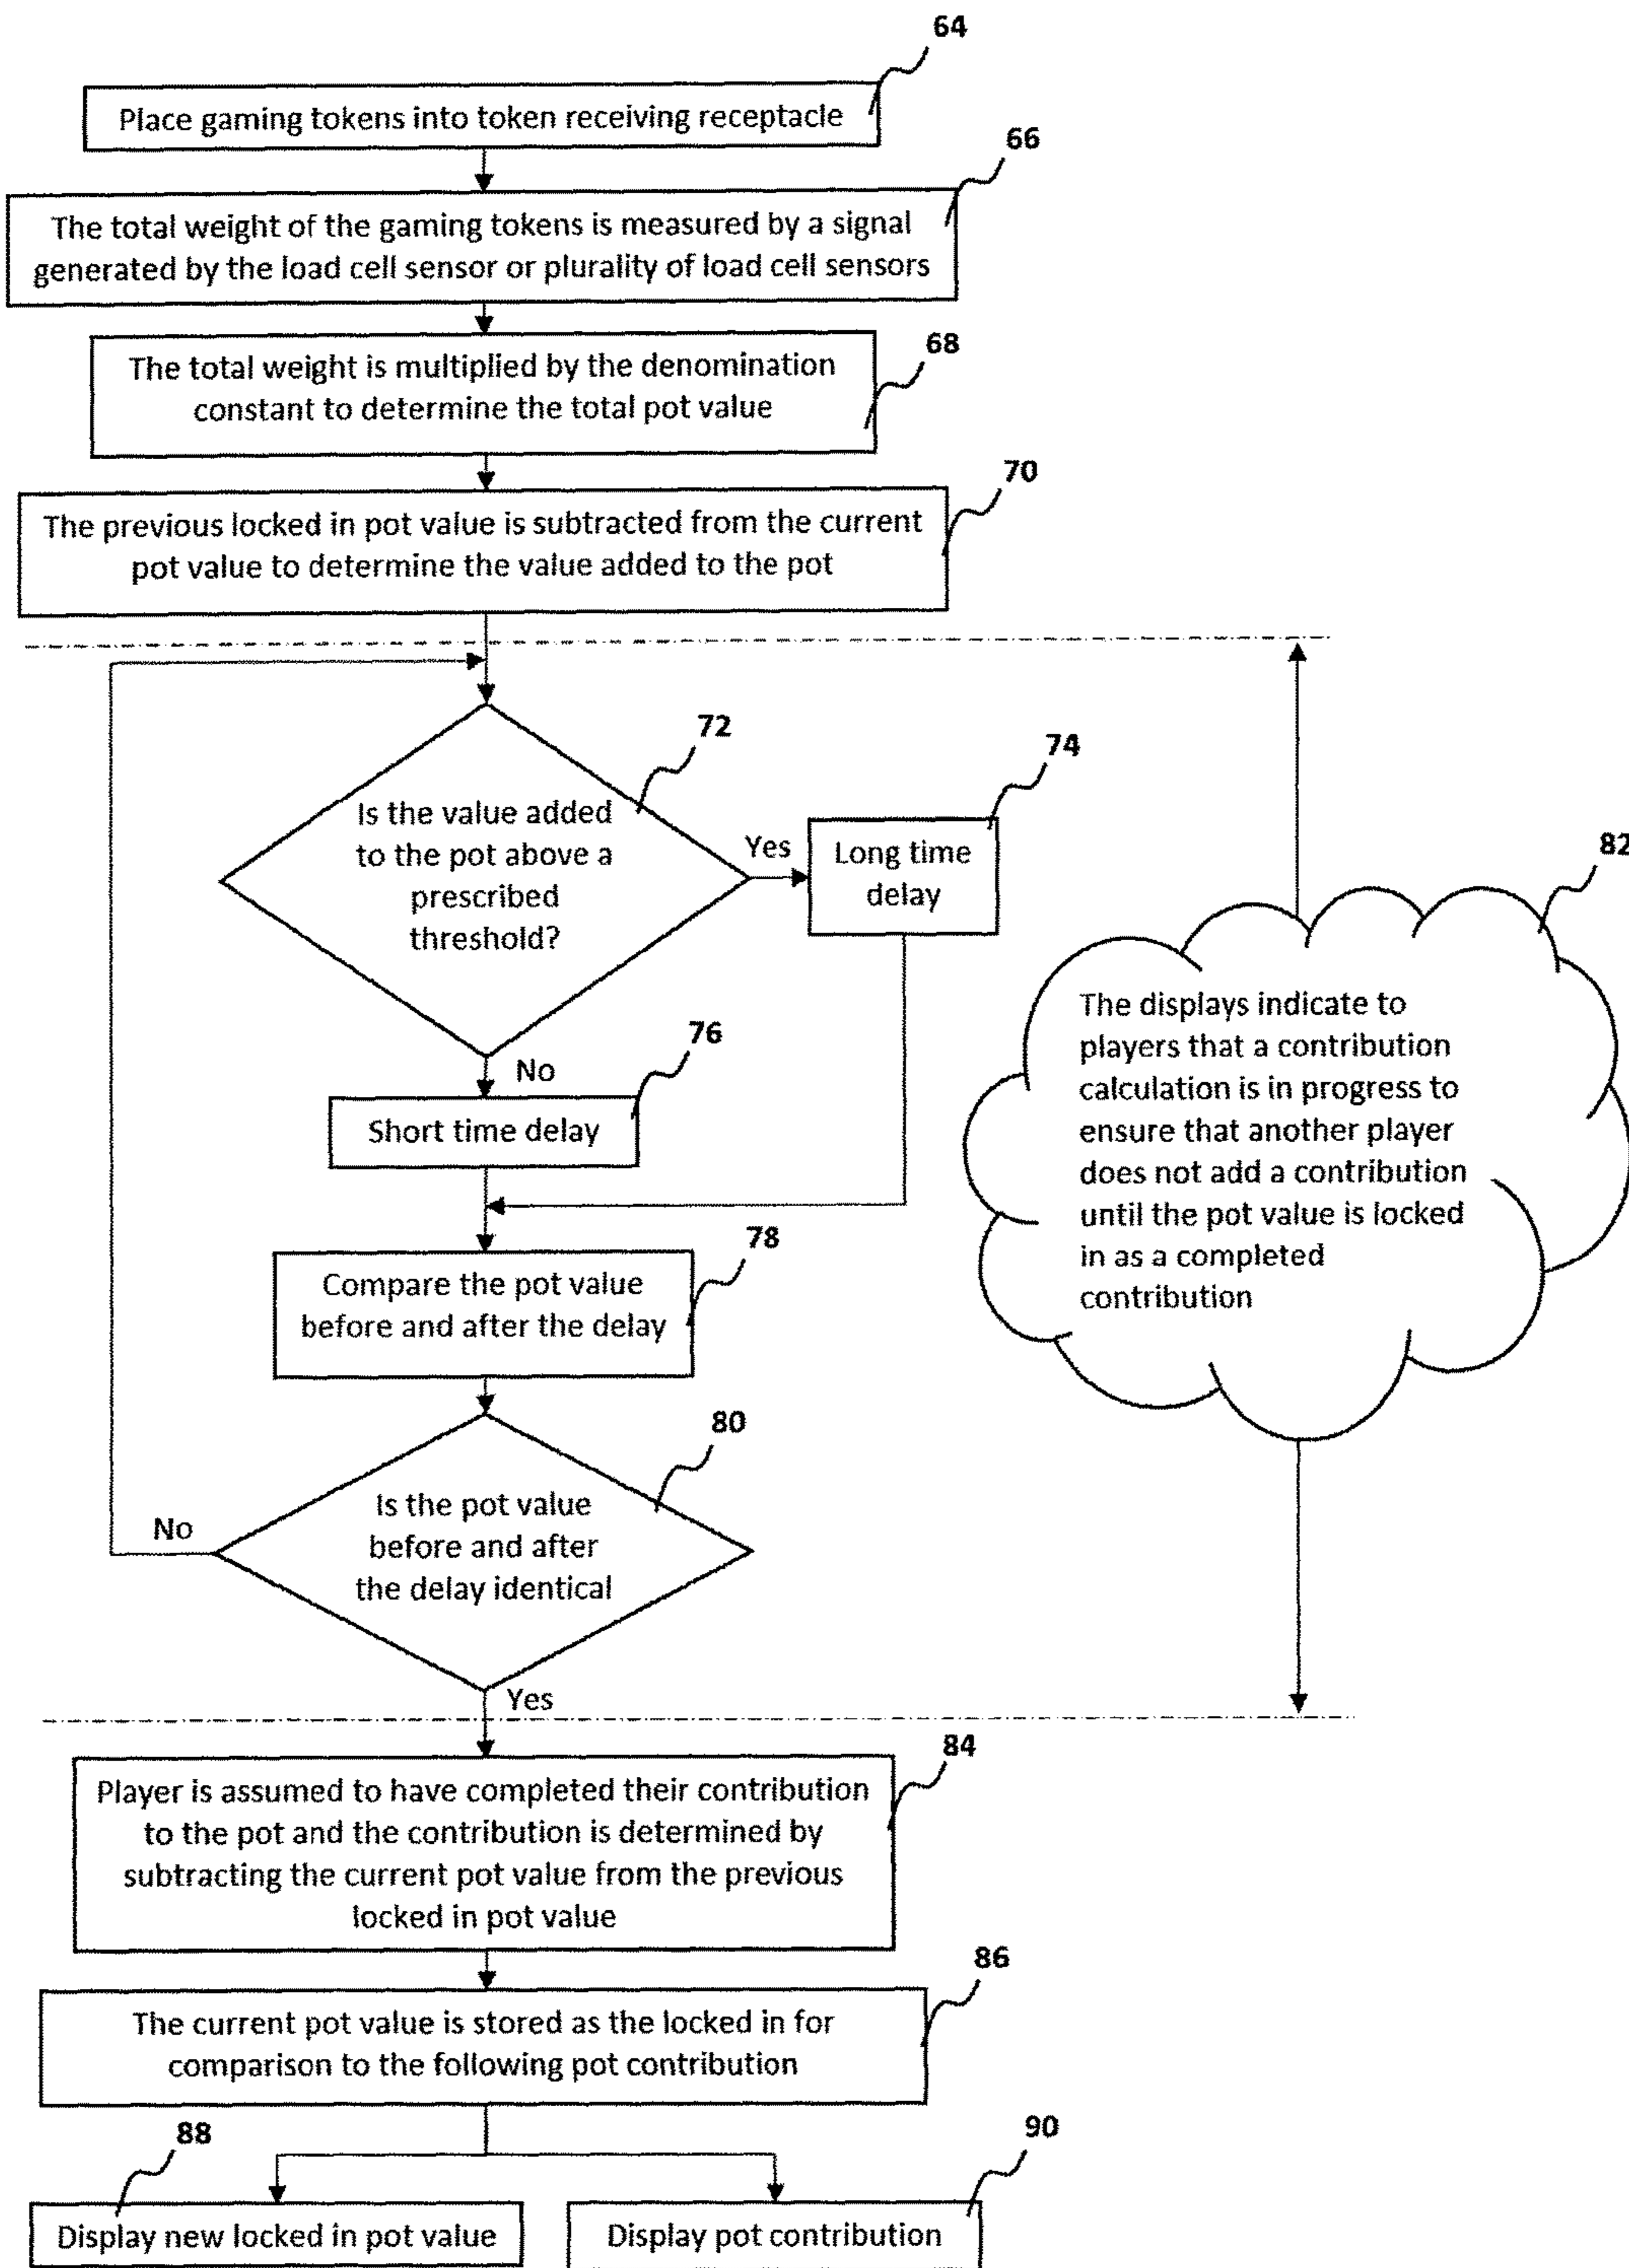 64
Place gaming tokens into token receiving receptacle
66
The total weight of the gaming tokens is measured by a signal
generated by the load cell sensor or plurality of load cell sensors
68
The total weight is multiplied by the denomination
constant to determine the total pot value
70
The previous locked in pot value is subtracted from the current
pot value to determine the value added to the pot
72
Is the value added
to the pot above a
prescribed
threshold?
Yes
74
Long time
delay
No
76
Short time delay
78
Compare the pot value
before and after the delay
80
Is the pot value
before and after
the delay identical
No
Yes
82
The displays indicate to
players that a contribution
calculation is in progress to
ensure that another player
does not add a contribution
until the pot value is locked
in as a completed
contribution
84
Player is assumed to have completed their contribution
to the pot and the contribution is determined by
subtracting the current pot value from the previous
locked in pot value
86
The current pot value is stored as the locked in for
comparison to the following pot contribution
88
Display new locked in pot value
90
Display pot contribution